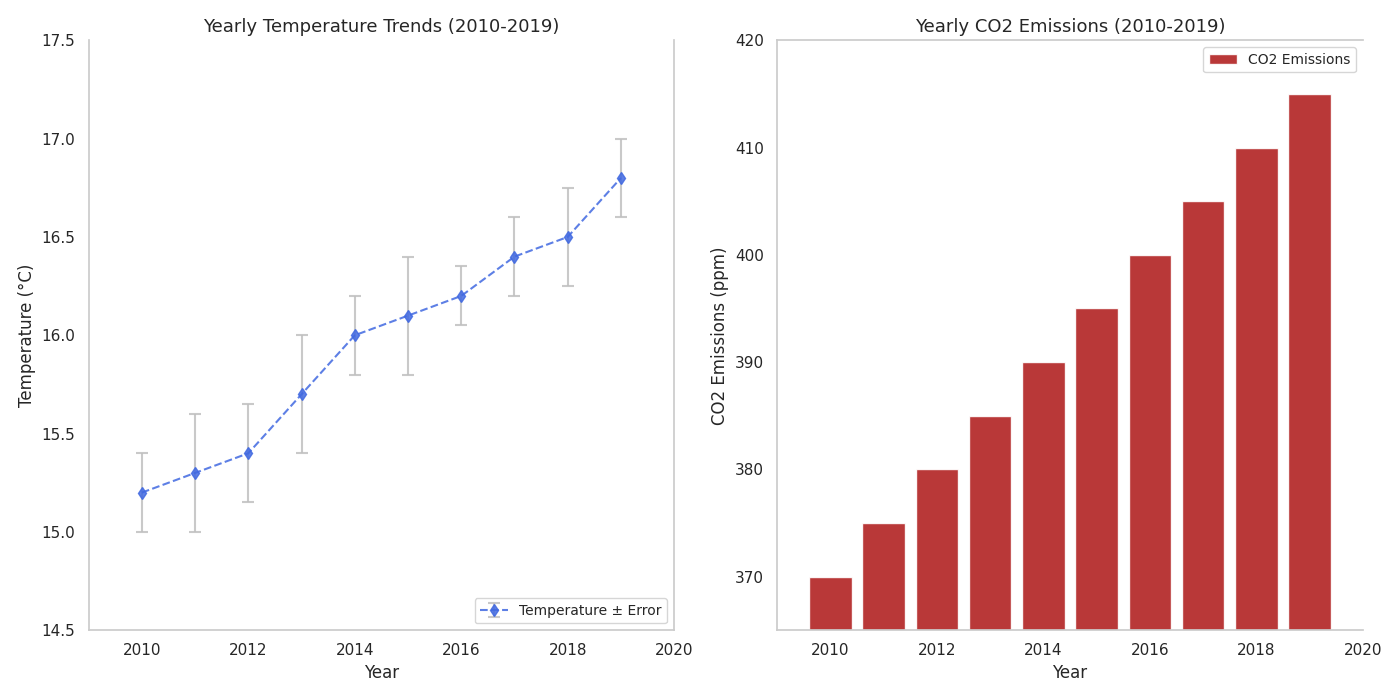 Yearly Temperature Trends (2010-2019)
17.5
17.0
16.5
16.0
15.5
15.0
14.5
Temperature (°C)
Temperature ± Error
2010 2012 2014 2016 2018 2020
Year
Yearly CO2 Emissions (2010-2019)
420
410
400
390
380
370
CO2 Emissions (ppm)
CO2 Emissions
2010 2012 2014 2016 2018 2020
Year